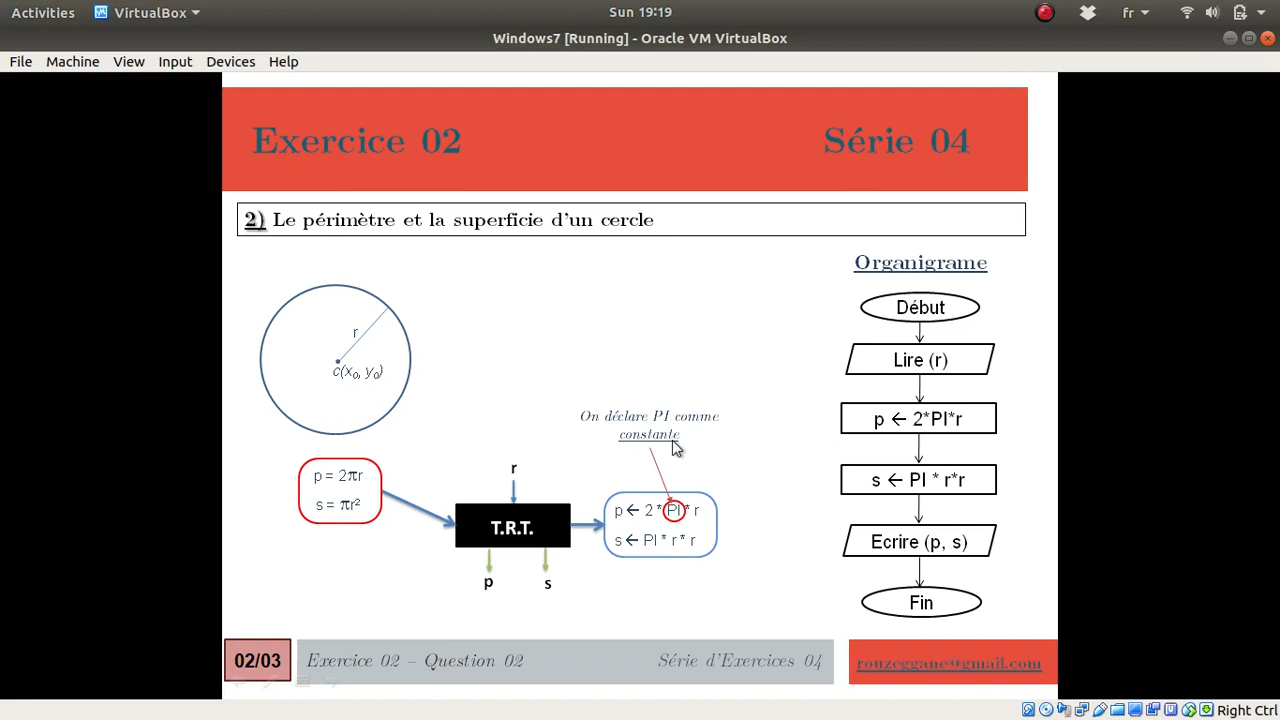 Activities VirtualBox Sun 19:19 fr
Windows7 [Running] - Oracle VM VirtualBox
File Machine View Input Devices Help
Exercice 02 Série 04
2) Le périmètre et la superficie d'un cercle
Organigrame
r
c(x₀, y₀)
On déclare PI comme
constante
p = 2πr
s = πr²
r
T.R.T.
p s
p ← 2 * PI * r
s ← PI * r * r
Début
Lire (r)
p ← 2*PI*r
s ← PI * r*r
Ecrire (p, s)
Fin
02/03 Exercice 02 – Question 02 Série d'Exercices 04 rouzeggane@gmail.com
Right Ctrl